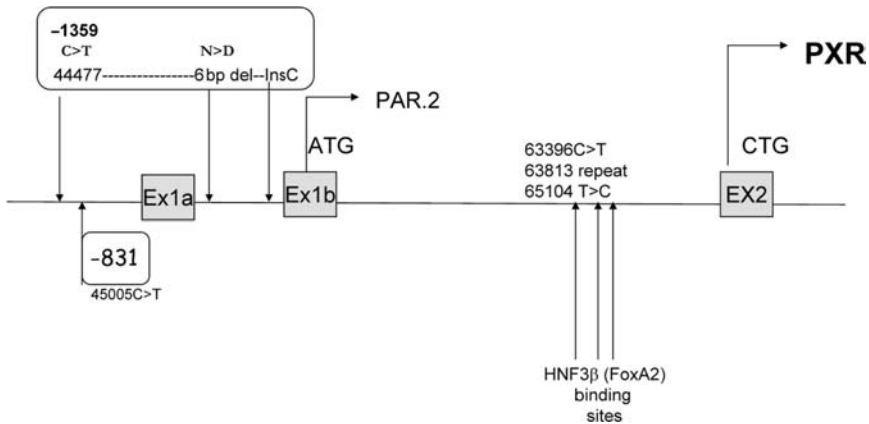 –1359
C>T N>D
44477----------------6bp del--InsC
PAR.2
PXR
ATG
63396C>T
63813 repeat
65104 T>C
CTG
Ex1a
Ex1b
EX2
–831
45005C>T
HNF3β (FoxA2)
binding
sites